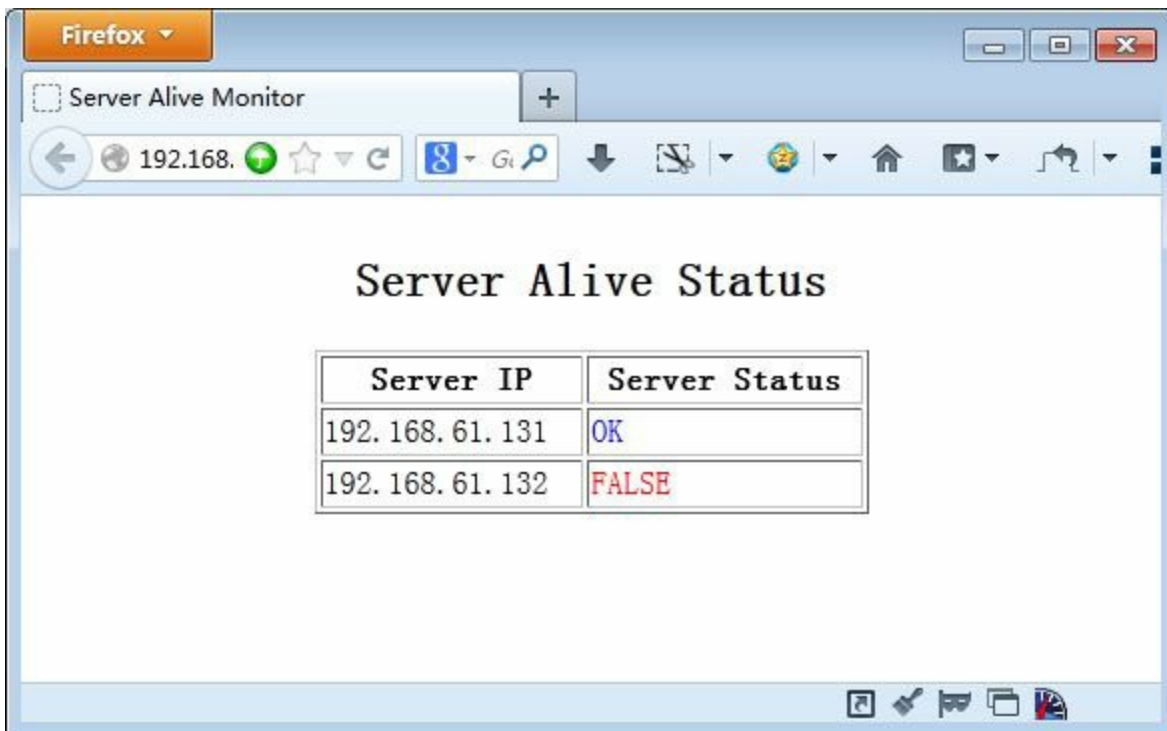 Firefox
Server Alive Monitor
192.168.
Server Alive Status
Server IP Server Status
192.168.61.131 OK
192.168.61.132 FALSE